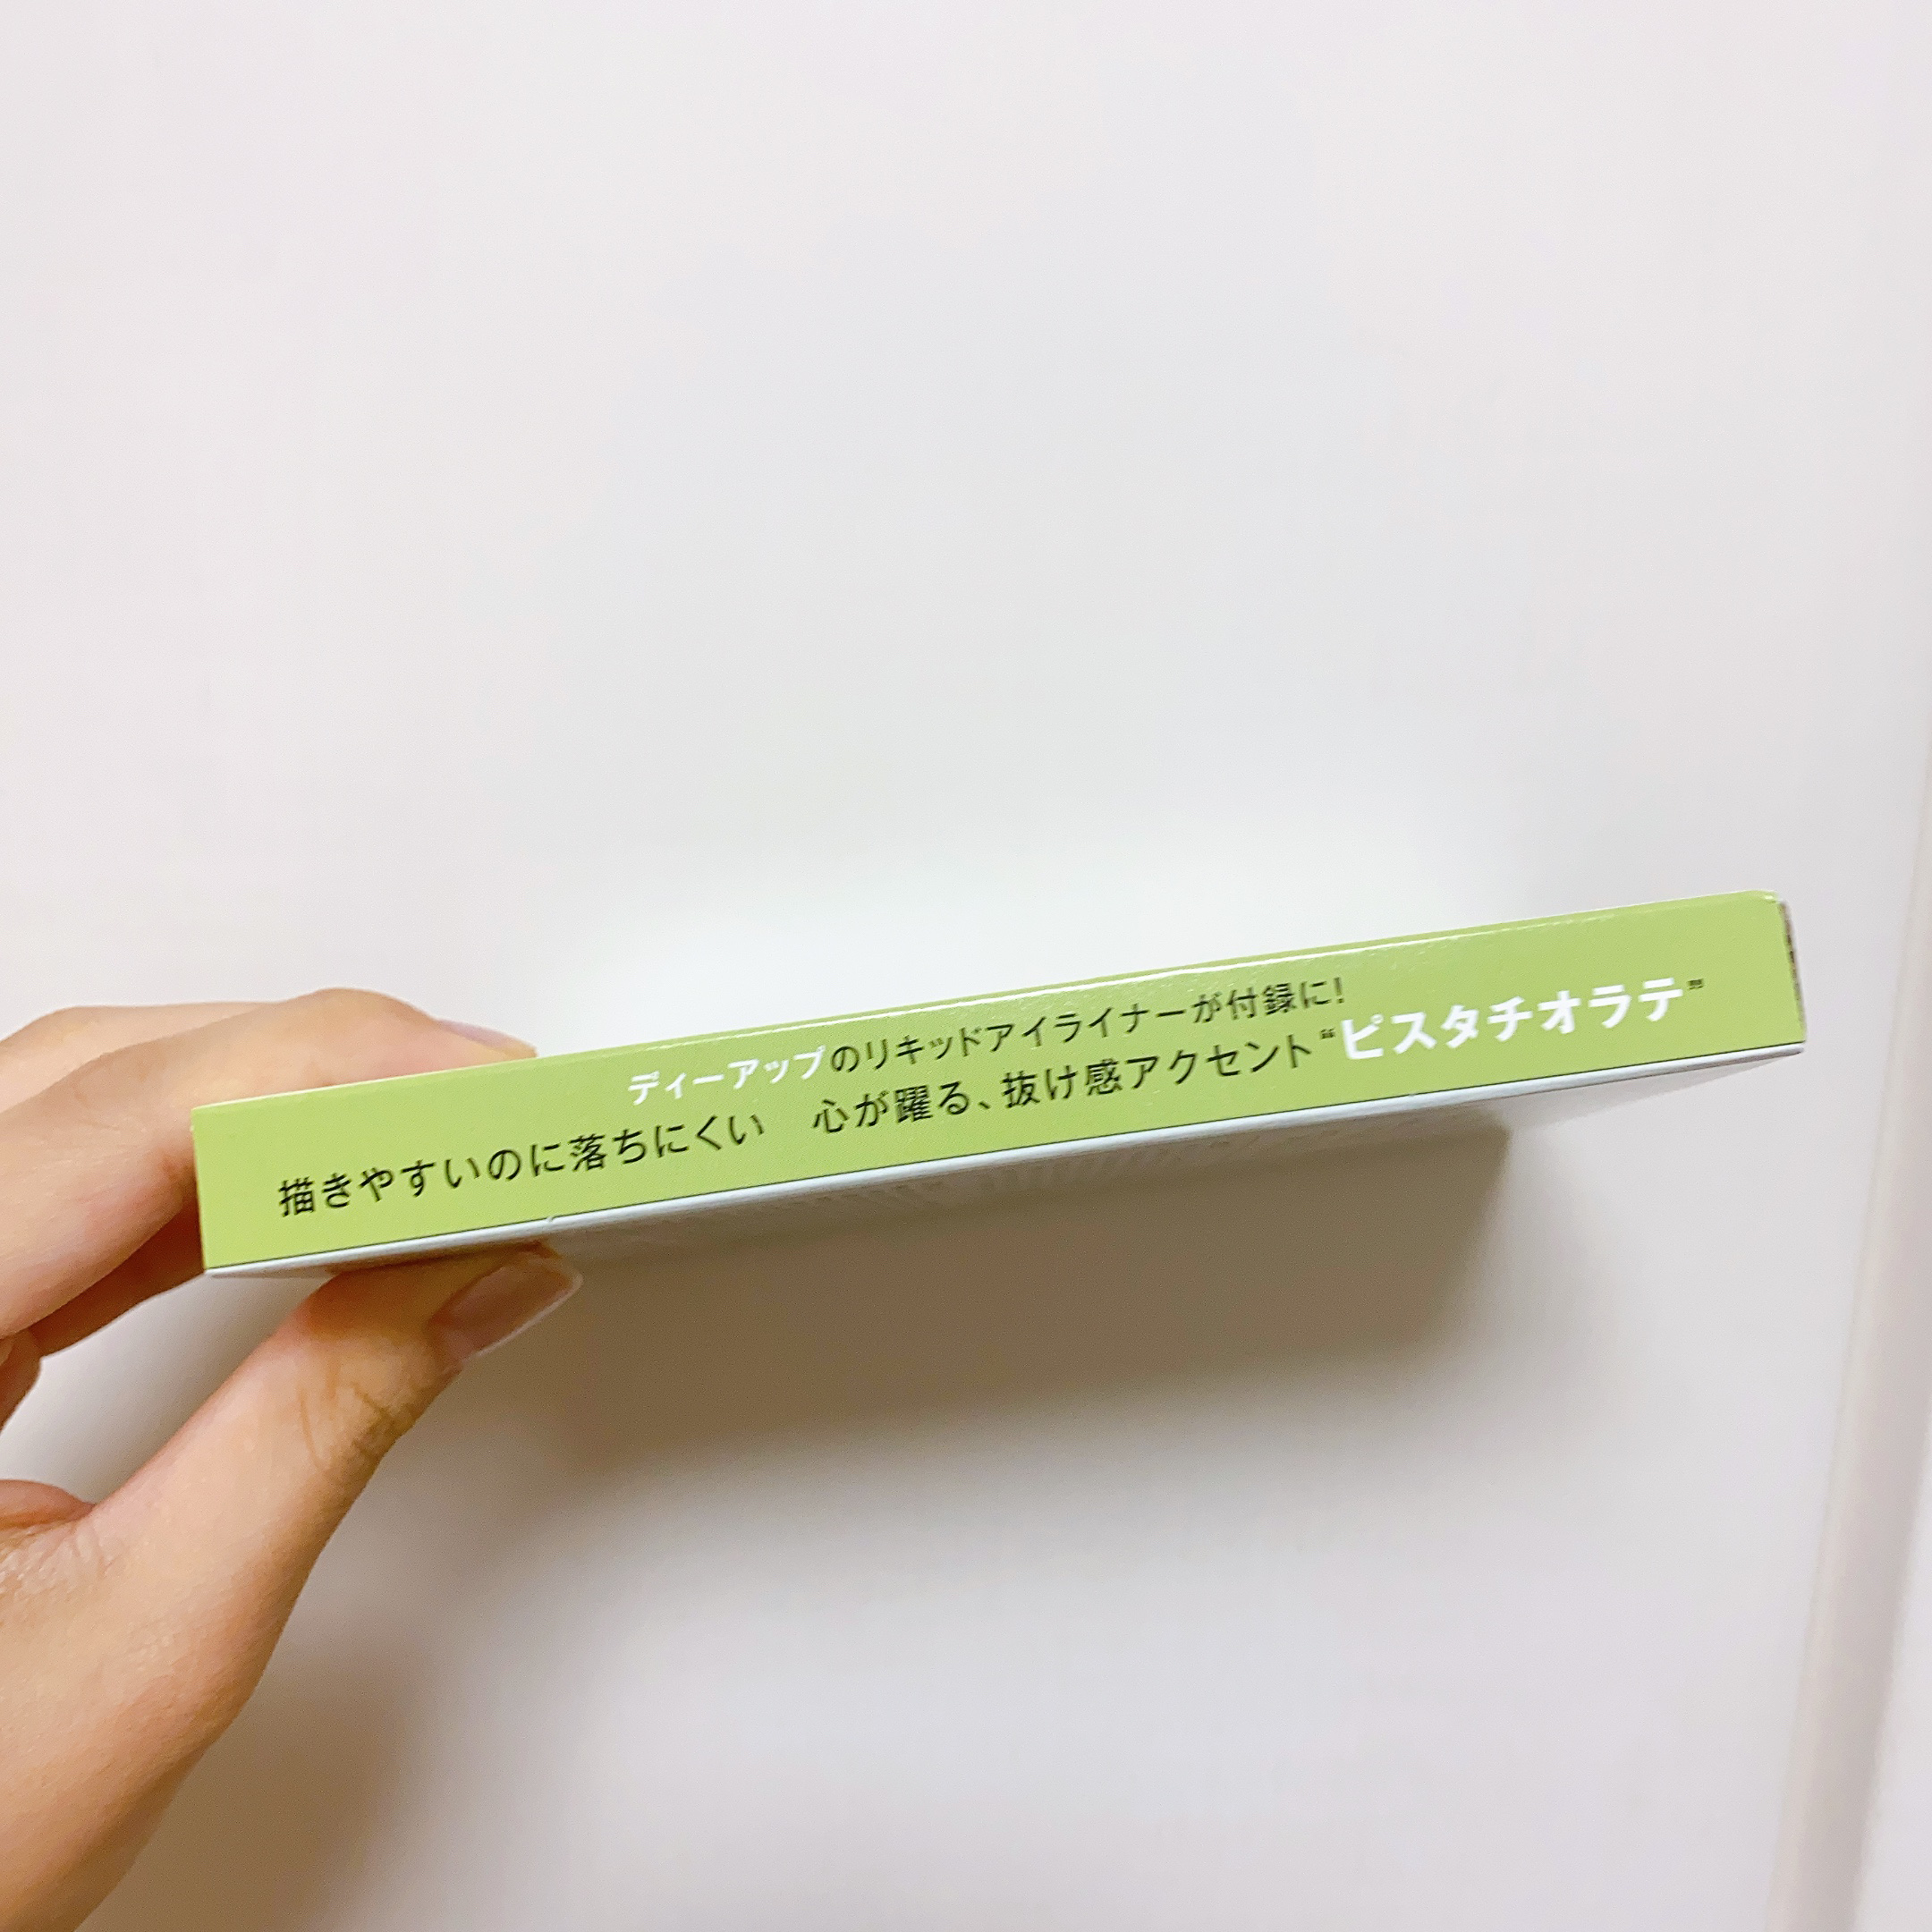 ディーアップのリキッドアイライナーが付録に!
描きやすいのに落ちにくい　心が躍る、抜け感アクセント“ピスタチオラテ”